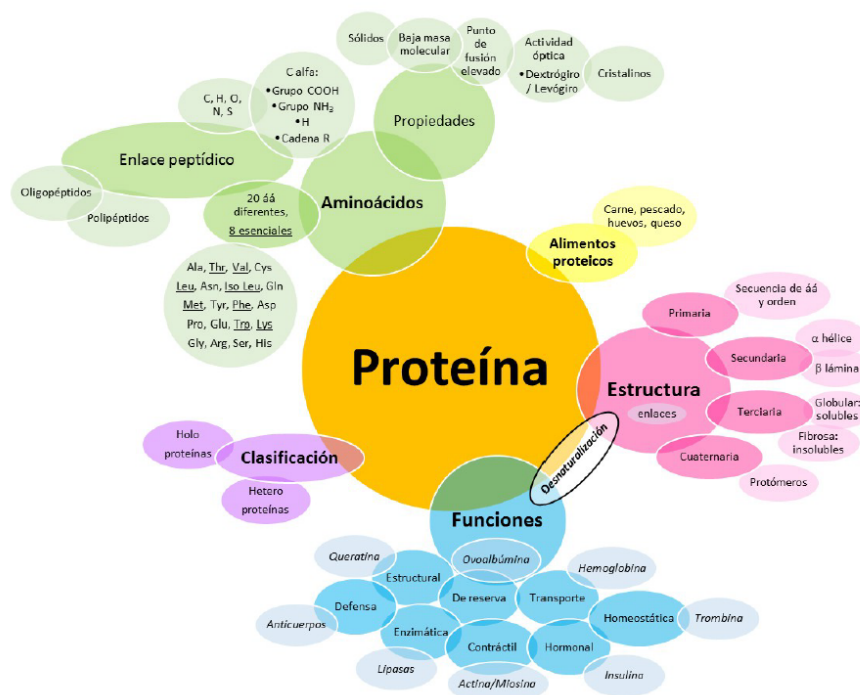 Sólidos
Baja masa
molecular
Punto
de
fusión
elevado
Actividad
óptica
•Dextrógiro
/ Levógiro
Cristalinos
C alfa:
•Grupo COOH
•Grupo NH₂
•H
•Cadena R
C, H, O,
N, S
Propiedades
Enlace peptídico
Oligopéptidos
Polipéptidos
20 áá
diferentes,
8 esenciales
Aminoácidos
Carne, pescado,
huevos, queso
Alimentos
proteicos
Ala, Thr, Val, Cys
Leu, Asn, Iso Leu, Gln
Met, Tyr, Phe, Asp
Pro, Glu, Trp, Lys
Gly, Arg, Ser, His
Proteína
Secuencia de áá
y orden
Primaria
α hélice
Secundaria
β lámina
Estructura
enlaces
Terciaria
Globular:
solubles
Fibrosa:
insolubles
Cuaternaria
Protómeros
Desnaturalización
Holo
proteínas
Clasificación
Hetero
proteínas
Funciones
Queratina
Estructural
Ovoalbúmina
De reserva
Hemoglobina
Transporte
Defensa
Anticuerpos
Enzimática
Lipasas
Contráctil
Actina/Miosina
Hormonal
Insulina
Homeostática
Trombina